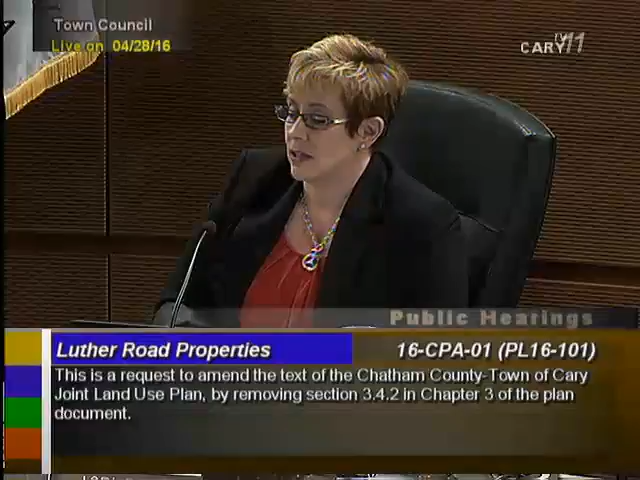 Town Council
Live on 04/28/16
CARY TV 11
Public Hearings
Luther Road Properties
16-CPA-01 (PL16-101)
This is a request to amend the text of the Chatham County-Town of Cary
Joint Land Use Plan, by removing section 3.4.2 in Chapter 3 of the plan
document.